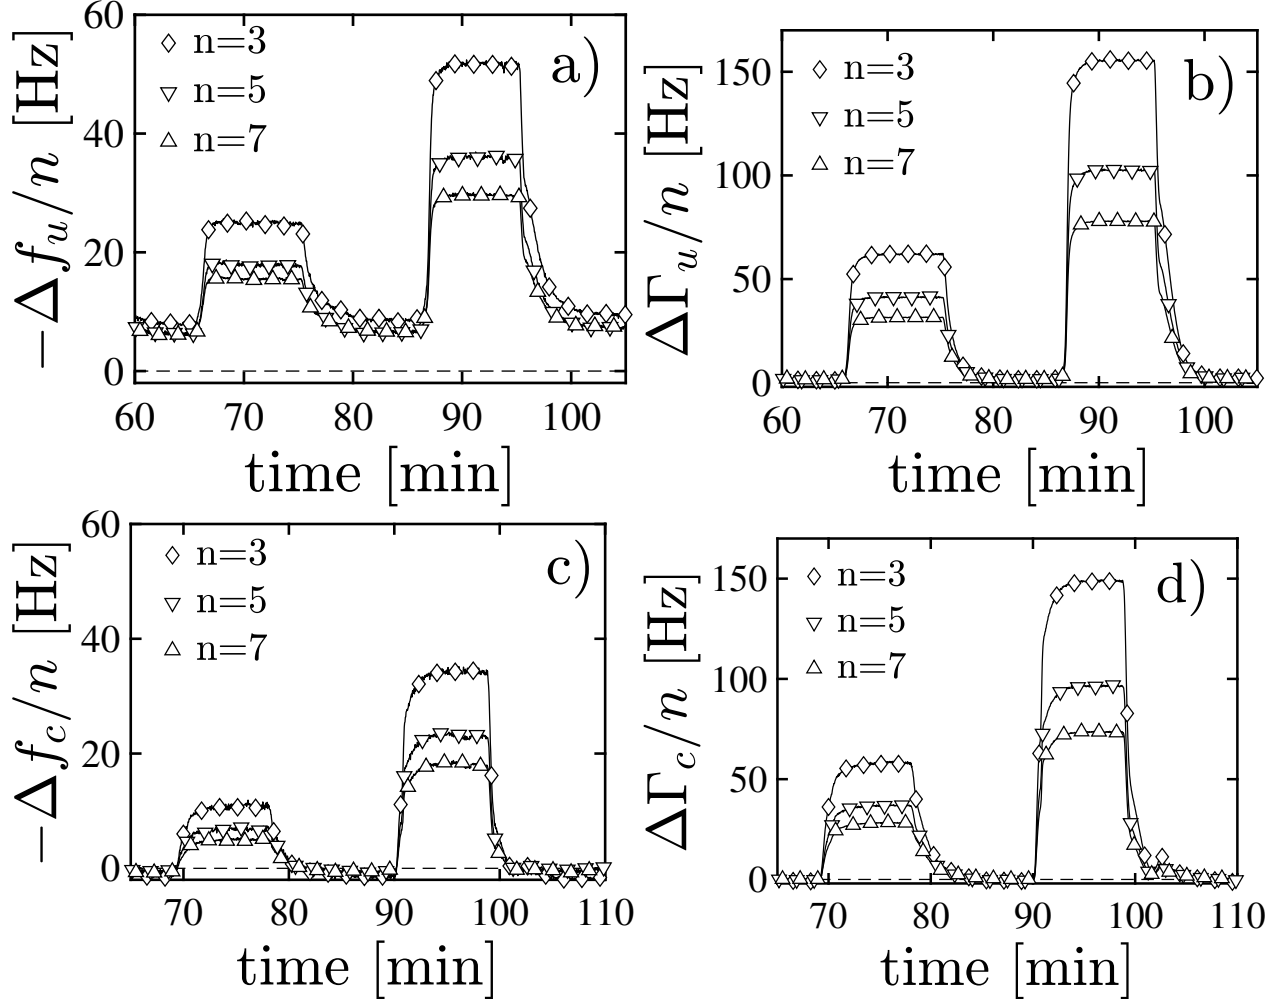 a)
−Δf_u/n [Hz]
60
40
20
0
n=3
n=5
n=7
60 70 80 90 100
time [min]
b)
ΔΓ_u/n [Hz]
150
100
50
0
n=3
n=5
n=7
60 70 80 90 100
time [min]
c)
−Δf_c/n [Hz]
60
40
20
0
n=3
n=5
n=7
70 80 90 100 110
time [min]
d)
ΔΓ_c/n [Hz]
150
100
50
0
n=3
n=5
n=7
70 80 90 100 110
time [min]